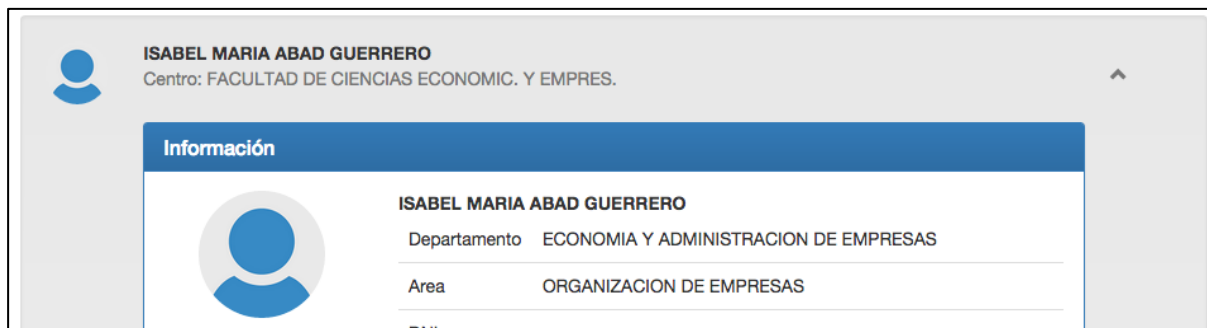 ISABEL MARIA ABAD GUERRERO
Centro: FACULTAD DE CIENCIAS ECONOMIC. Y EMPRES.
Información
ISABEL MARIA ABAD GUERRERO
Departamento ECONOMIA Y ADMINISTRACION DE EMPRESAS
Area ORGANIZACION DE EMPRESAS